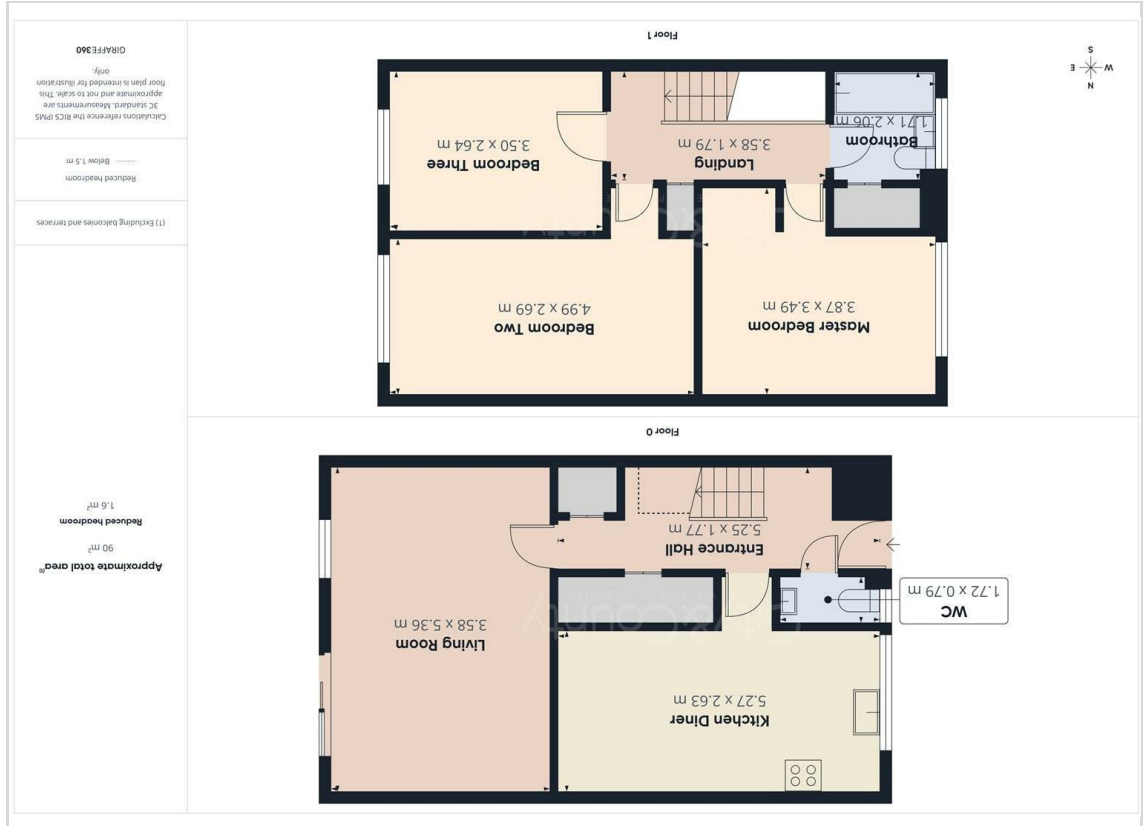 Kitchen Diner
5.27 x 2.63 m
Living Room
3.58 x 5.36 m
WC
1.72 x 0.79 m
City&County
Entrance Hall
5.25 x 1.77 m
Floor 0
Master Bedroom
3.87 x 3.49 m
Bedroom Two
4.99 x 2.69 m
City&County
Bathroom
1.71 x 2.06 m
Landing
3.58 x 1.79 m
Bedroom Three
3.50 x 2.64 m
N
W E
S
Floor 1
Approximate total area(1)
90 m²
Reduced headroom
1.6 m²
(1) Excluding balconies and terraces
Reduced headroom
Below 1.5 m
Calculations reference the RICS IPMS
3C standard. Measurements are
approximate and not to scale. This
floor plan is intended for illustration
only.
GIRAFFE360